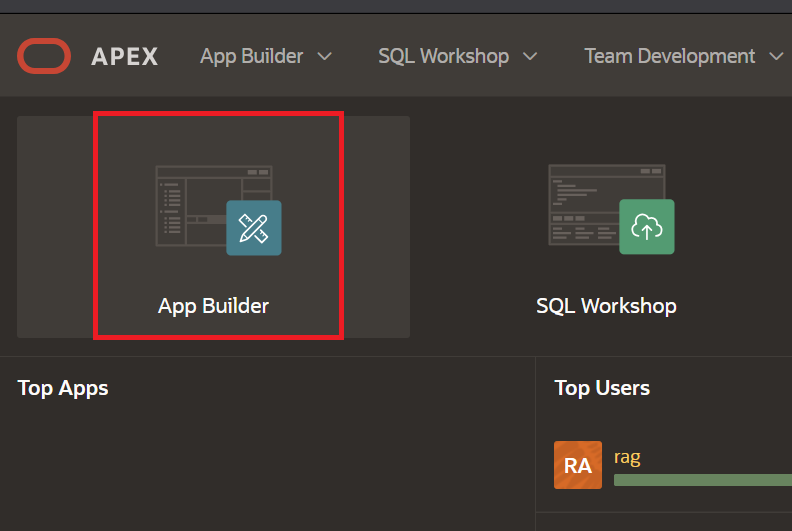 APEX App Builder SQL Workshop Team Development
App Builder SQL Workshop
Top Apps Top Users
RA rag